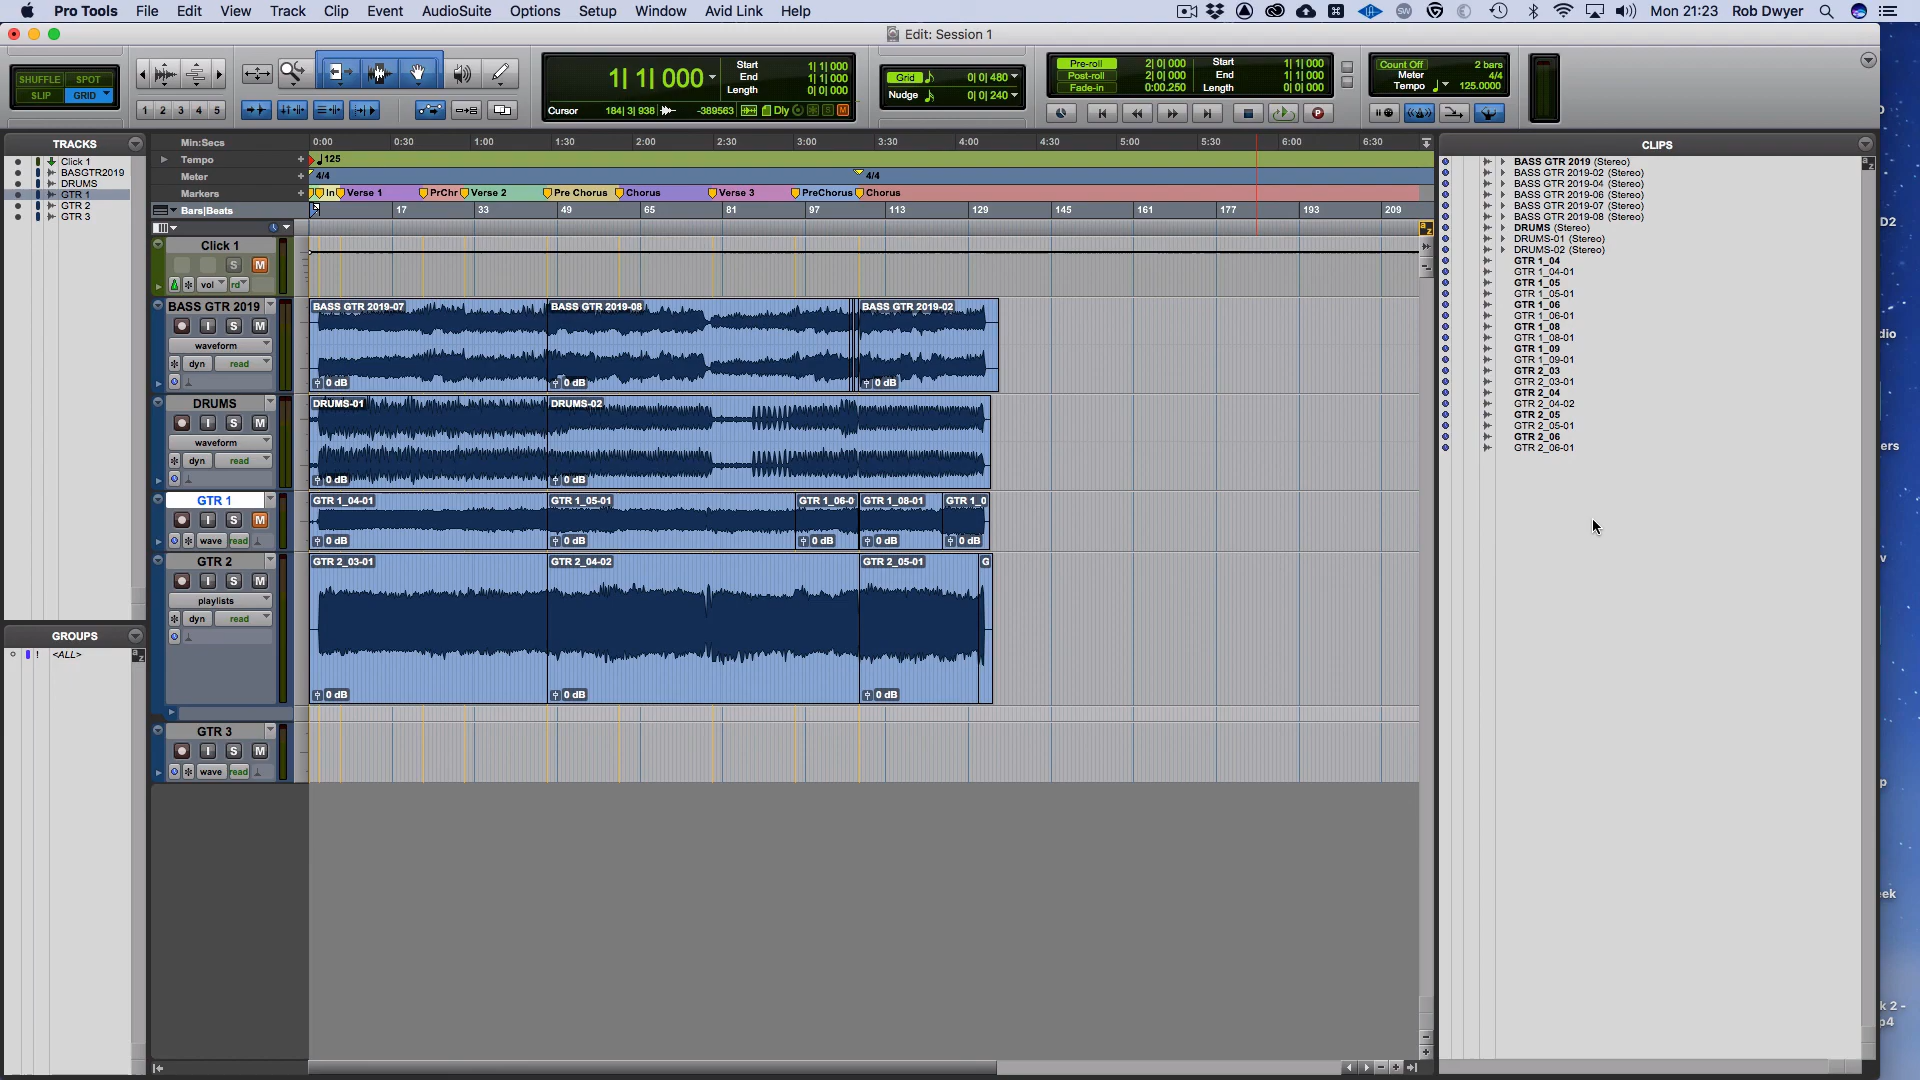 Pro Tools File Edit View Track Clip Event AudioSuite Options Setup Window Avid Link Help Mon 21:23 Rob Dwyer
Edit: Session 1
SHUFFLE SPOT
SLIP GRID
1 2 3 4 5
1| 1| 000
Start 1| 1| 000
End 1| 1| 000
Length 0| 0| 000
Cursor 184| 3| 938 -389563 Dly
Grid 0| 0| 480
Nudge 0| 0| 240
Pre-roll 2| 0| 000 Start 1| 1| 000
Post-roll 2| 0| 000 End 1| 1| 000
Fade-in 0:00.250 Length 0| 0| 000
Count Off 2 bars
Meter 4/4
Tempo 125.0000
TRACKS
Click 1
BASGTR2019
DRUMS
GTR 1
GTR 2
GTR 3
GROUPS
! <ALL>
Min:Secs 0:00 0:30 1:00 1:30 2:00 2:30 3:00 3:30 4:00 4:30 5:00 5:30 6:00 6:30
Tempo 125
Meter 4/4 4/4
Markers In Verse 1 PrChr Verse 2 Pre Chorus Chorus Verse 3 PreChorus Chorus
Bars|Beats 17 33 49 65 81 97 113 129 145 161 177 193 209
Click 1
S M
vol rd
BASS GTR 2019
I S M
waveform
dyn read
BASS GTR 2019-07 BASS GTR 2019-08 BASS GTR 2019-02
0 dB 0 dB 0 dB
DRUMS
I S M
waveform
dyn read
DRUMS-01 DRUMS-02
0 dB 0 dB
GTR 1
I S M
wave read
GTR 1_04-01 GTR 1_05-01 GTR 1_06-0 GTR 1_08-01 GTR 1_0
0 dB 0 dB 0 dB 0 dB 0 dB
GTR 2
I S M
playlists
dyn read
GTR 2_03-01 GTR 2_04-02 GTR 2_05-01 G
0 dB 0 dB 0 dB
GTR 3
I S M
wave read
CLIPS
BASS GTR 2019 (Stereo)
BASS GTR 2019-02 (Stereo)
BASS GTR 2019-04 (Stereo)
BASS GTR 2019-06 (Stereo)
BASS GTR 2019-07 (Stereo)
BASS GTR 2019-08 (Stereo)
DRUMS (Stereo)
DRUMS-01 (Stereo)
DRUMS-02 (Stereo)
GTR 1_04
GTR 1_04-01
GTR 1_05
GTR 1_05-01
GTR 1_06
GTR 1_06-01
GTR 1_08
GTR 1_08-01
GTR 1_09
GTR 1_09-01
GTR 2_03
GTR 2_03-01
GTR 2_04
GTR 2_04-02
GTR 2_05
GTR 2_05-01
GTR 2_06
GTR 2_06-01
D2
dio
ers
eek
k 2 -
p4